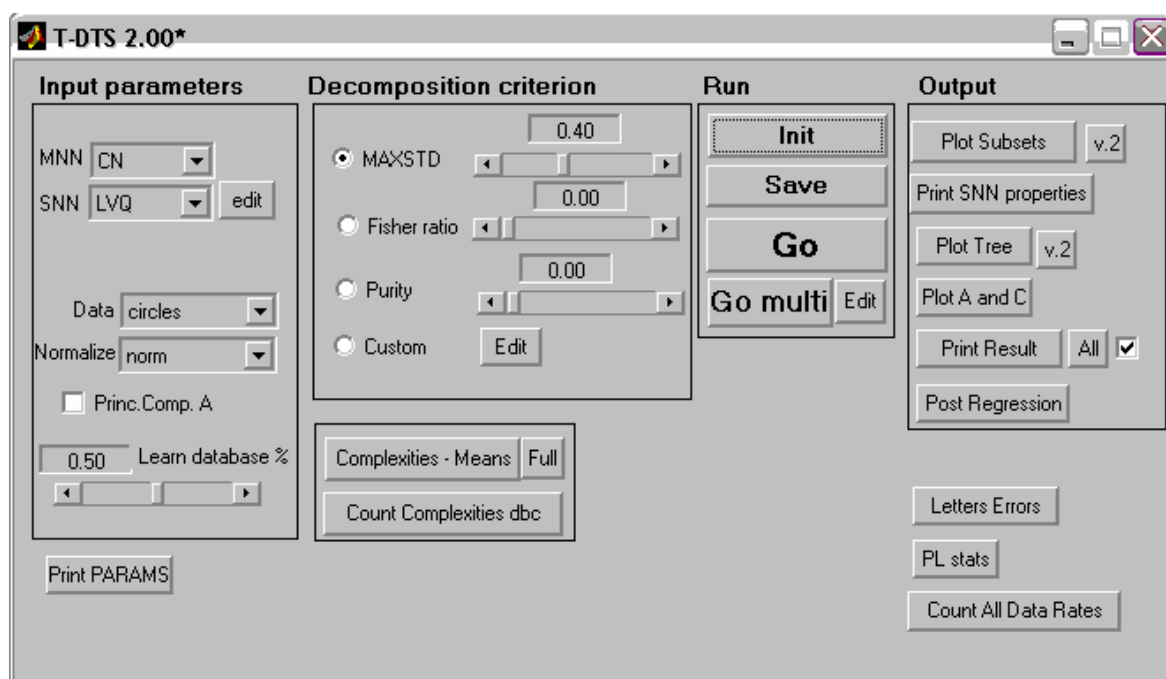 T-DTS 2.00*
Input parameters
MNN CN
SNN LVQ edit
Data circles
Normalize norm
Princ.Comp. A
0.50 Learn database %
Print PARAMS
Decomposition criterion
0.40
MAXSTD
0.00
Fisher ratio
0.00
Purity
Custom Edit
Complexities - Means Full
Count Complexities dbc
Run
Init
Save
Go
Go multi Edit
Output
Plot Subsets v.2
Print SNN properties
Plot Tree v.2
Plot A and C
Print Result All
Post Regression
Letters Errors
PL stats
Count All Data Rates